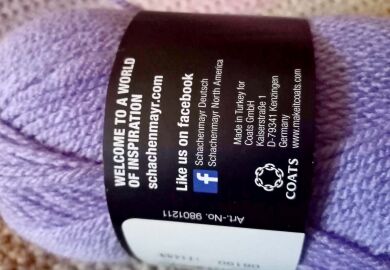 WELCOME TO A WORLD
OF INSPIRATION
schachenmayr.com
Like us on facebook
f
Schachenmayr Deutsch
Schachenmayr North America
Made in Turkey for
Coats GmbH
Kaiserstraße 1
D-79341 Kenzingen
Germany
www.makeitcoats.com
COATS
Art.-No. 9801211